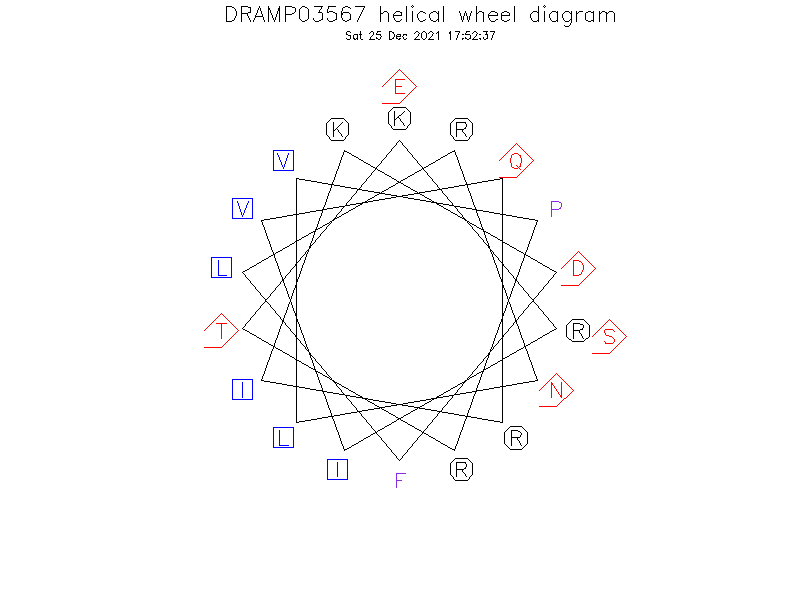 DRAMP03567 helical wheel diagram
Sat 25 Dec 2021 17:52:37
E
K K R
V Q
V P
L D
T R S
I N
L R
I R
F